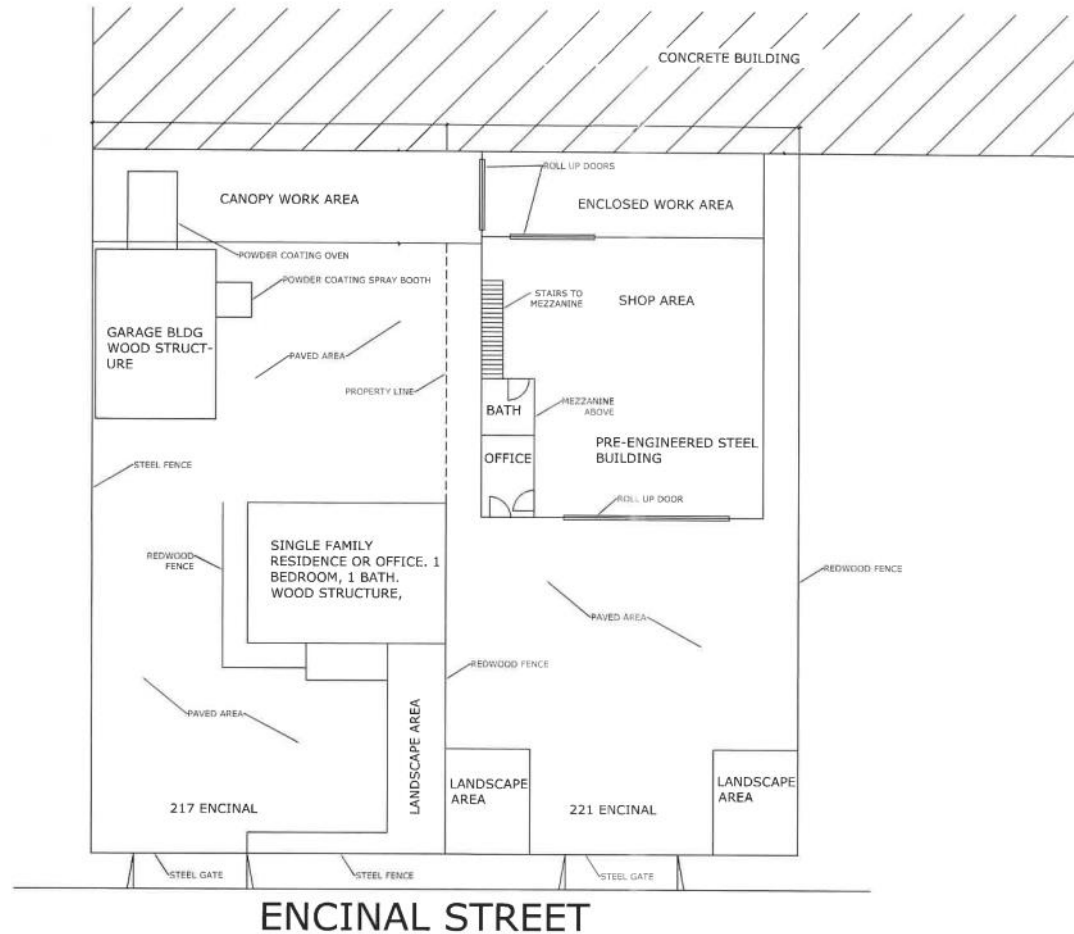 CONCRETE BUILDING
ROLL UP DOORS
CANOPY WORK AREA
ENCLOSED WORK AREA
POWDER COATING OVEN
POWDER COATING SPRAY BOOTH
STAIRS TO
MEZZANINE
SHOP AREA
GARAGE BLDG
WOOD STRUCT-
URE
PAVED AREA
PROPERTY LINE
BATH
MEZZANINE
ABOVE
PRE-ENGINEERED STEEL
BUILDING
OFFICE
STEEL FENCE
ROLL UP DOOR
SINGLE FAMILY
RESIDENCE OR OFFICE. 1
BEDROOM, 1 BATH.
WOOD STRUCTURE,
REDWOOD
FENCE
REDWOOD FENCE
PAVED AREA
REDWOOD FENCE
PAVED AREA
LANDSCAPE AREA
LANDSCAPE
AREA
LANDSCAPE
AREA
217 ENCINAL
221 ENCINAL
STEEL GATE
STEEL FENCE
STEEL GATE
ENCINAL STREET